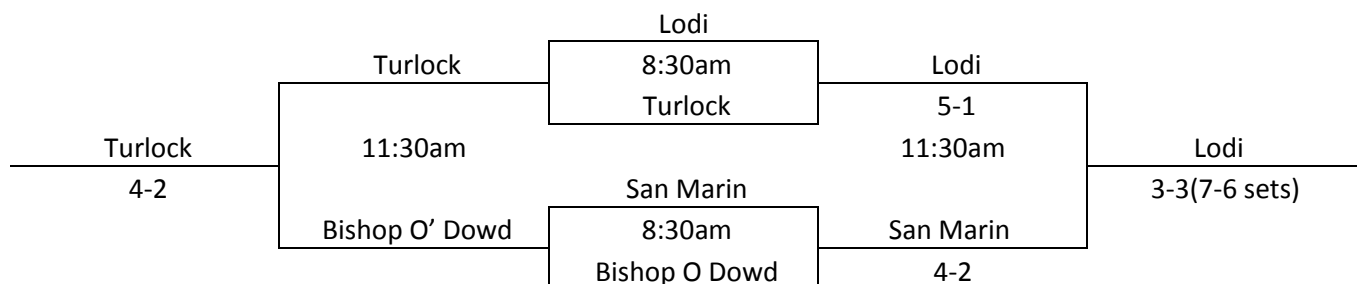 Lodi
Turlock 8:30am Lodi
Turlock 5-1
Turlock 11:30am 11:30am Lodi
4-2 San Marin 3-3(7-6 sets)
Bishop O’ Dowd 8:30am San Marin
Bishop O Dowd 4-2